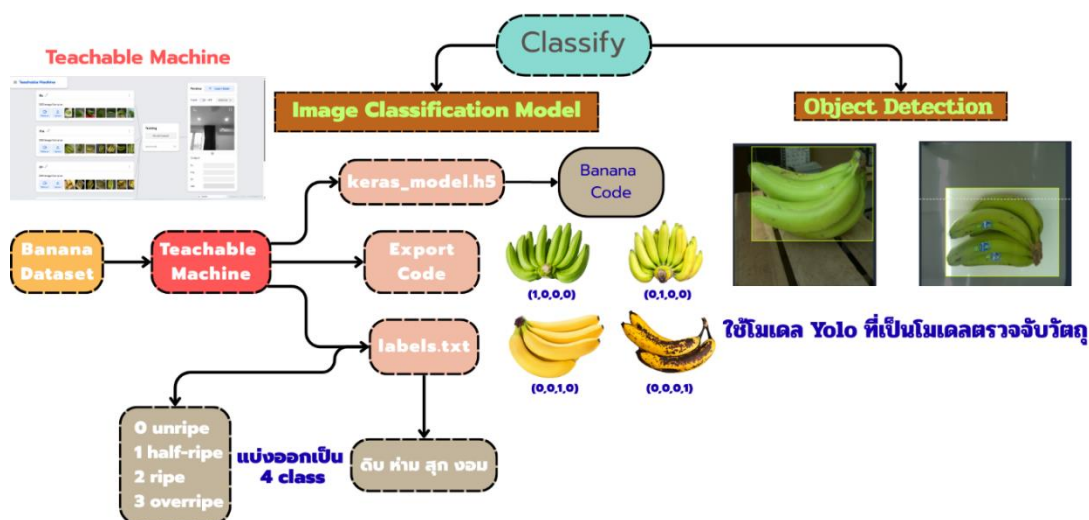 Classify
Teachable Machine
Teachable Machine
Image Classification Model
Object Detection
keras_model.h5
Banana
Code
Banana
Dataset
Teachable
Machine
Export
Code
(1,0,0,0)
(0,1,0,0)
ใช้โมเดล Yolo ที่เป็นโมเดลตรวจจับวัตถุ
labels.txt
(0,0,1,0)
(0,0,0,1)
0 unripe
1 half-ripe
2 ripe
3 overripe
แบ่งออกเป็น
4 class
ดิบ ห่าม สุก งอม